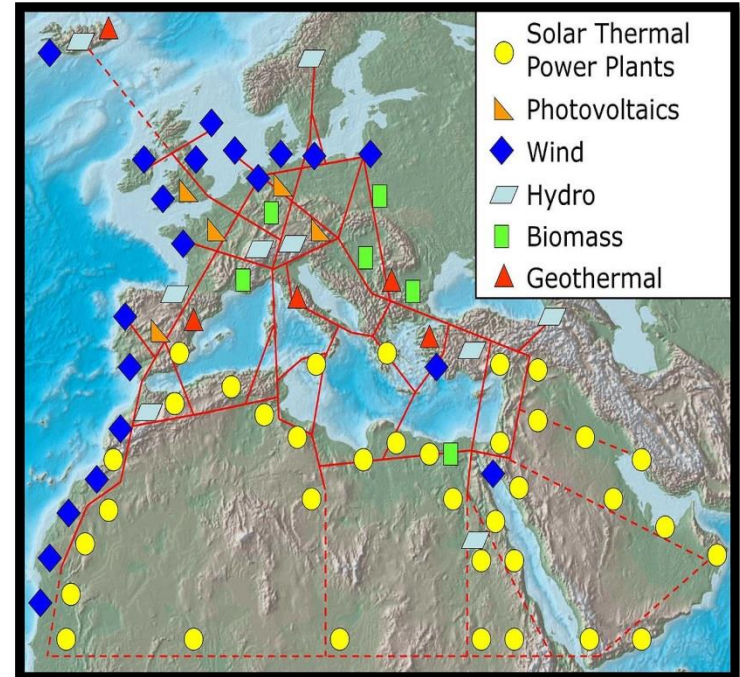 Solar Thermal
Power Plants
Photovoltaics
Wind
Hydro
Biomass
Geothermal